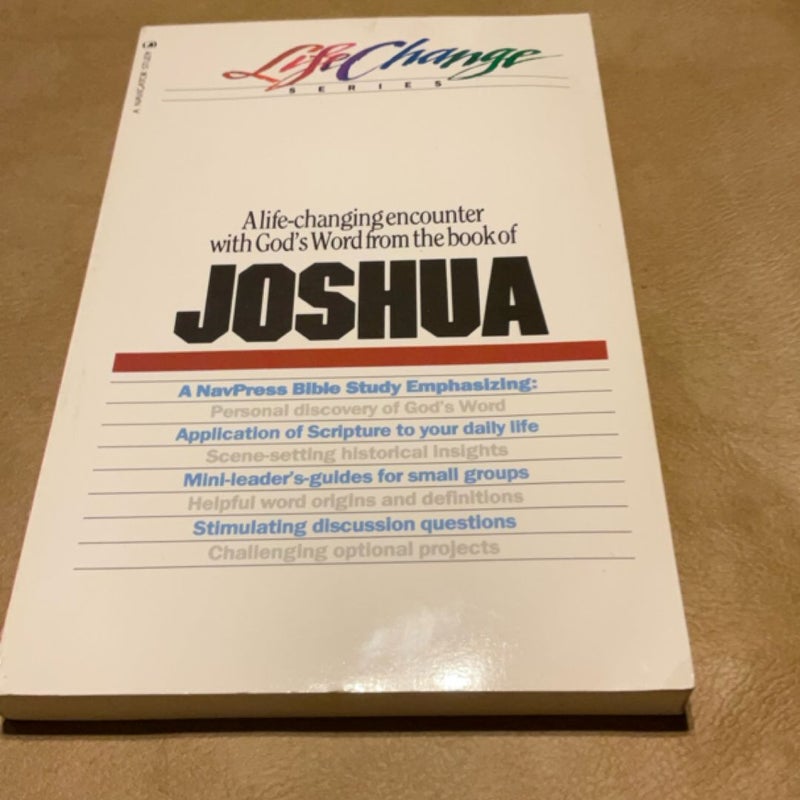 A NAVIGATOR STUDY
LifeChange
SERIES
A life-changing encounter
with God's Word from the book of
JOSHUA
A NavPress Bible Study Emphasizing:
Personal discovery of God's Word
Application of Scripture to your daily life
Scene-setting historical insights
Mini-leader's-guides for small groups
Helpful word origins and definitions
Stimulating discussion questions
Challenging optional projects